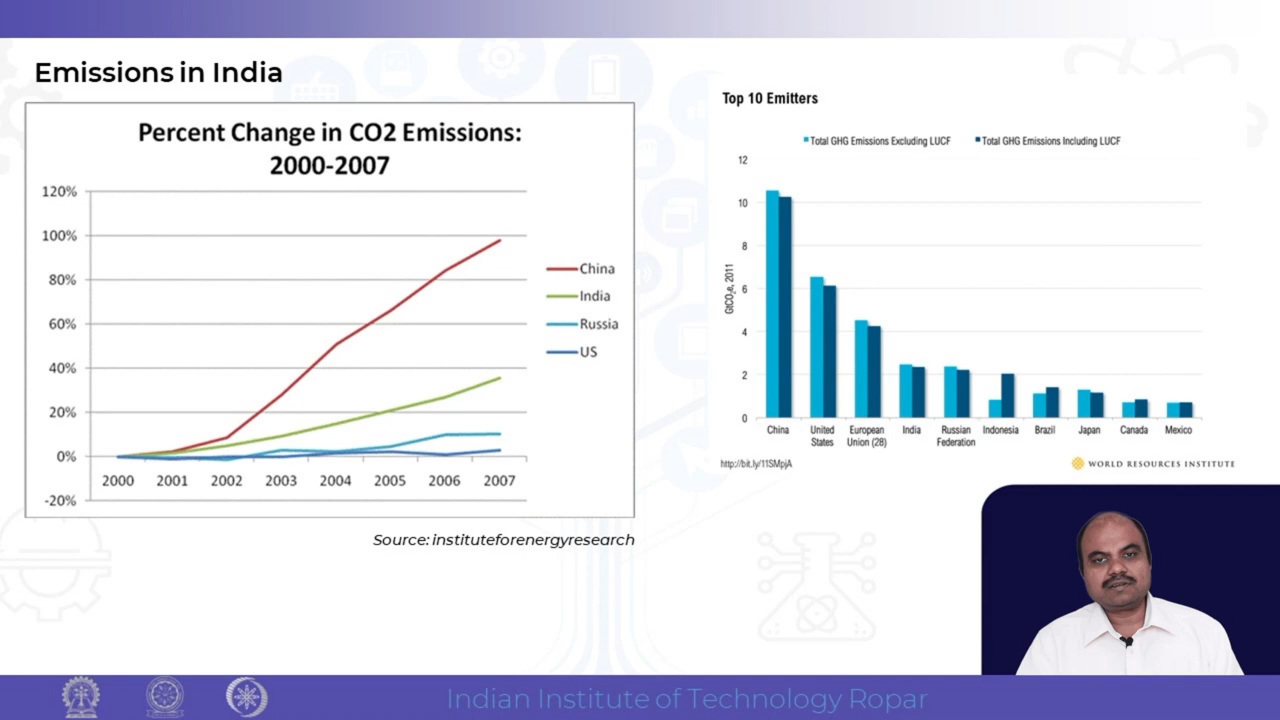 Emissions in India
Percent Change in CO2 Emissions:
2000-2007
120%
100%
80%
60%
40%
20%
0%
-20%
2000 2001 2002 2003 2004 2005 2006 2007
China
India
Russia
US
Source: instituteforenergyresearch
Top 10 Emitters
Total GHG Emissions Excluding LUCF Total GHG Emissions Including LUCF
GtCO2e, 2011
12
10
8
6
4
2
0
China United States European Union (28) India Russian Federation Indonesia Brazil Japan Canada Mexico
http://bit.ly/11SMpjA
WORLD RESOURCES INSTITUTE
Indian Institute of Technology Ropar